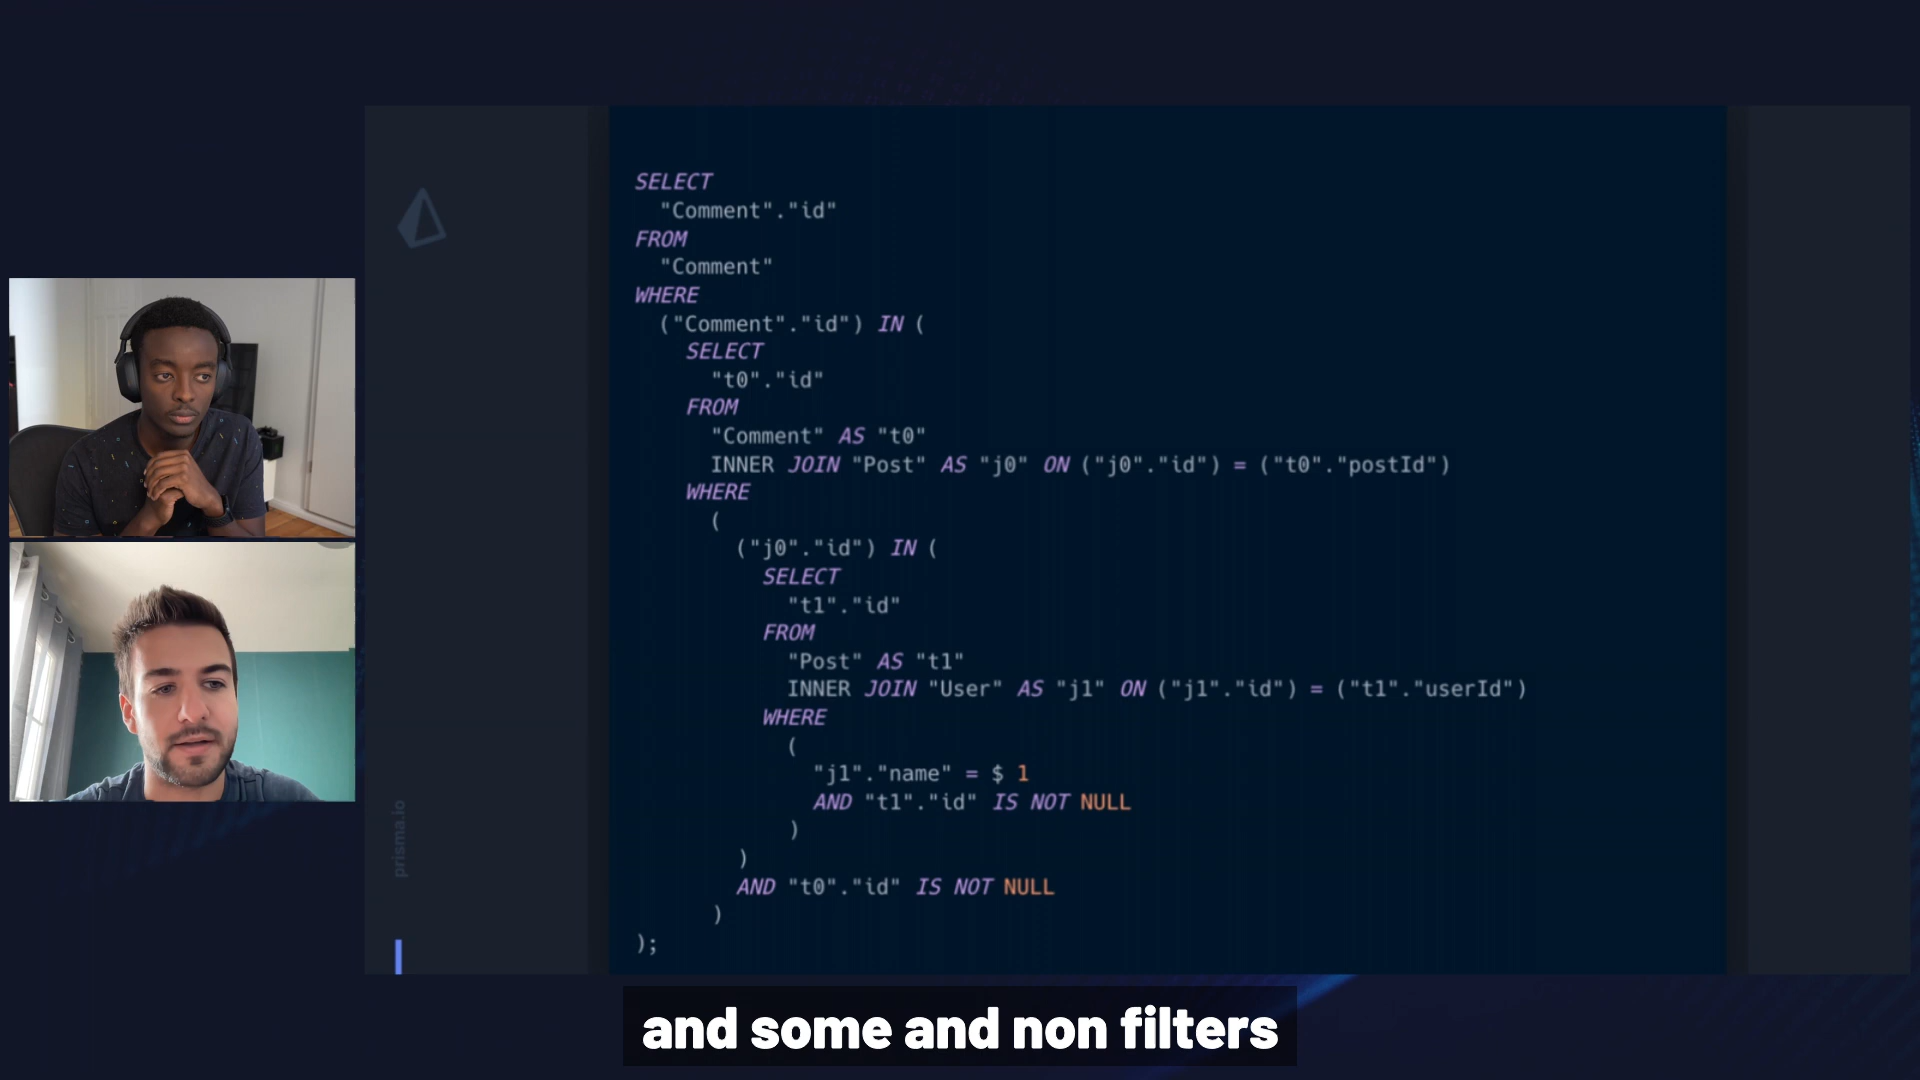 SELECT
"Comment"."id"
FROM
"Comment"
WHERE
("Comment"."id") IN (
SELECT
"t0"."id"
FROM
"Comment" AS "t0"
INNER JOIN "Post" AS "j0" ON ("j0"."id") = ("t0"."postId")
WHERE
(
("j0"."id") IN (
SELECT
"t1"."id"
FROM
"Post" AS "t1"
INNER JOIN "User" AS "j1" ON ("j1"."id") = ("t1"."userId")
WHERE
(
"j1"."name" = $ 1
AND "t1"."id" IS NOT NULL
)
)
AND "t0"."id" IS NOT NULL
)
);
prisma.io
and some and non filters